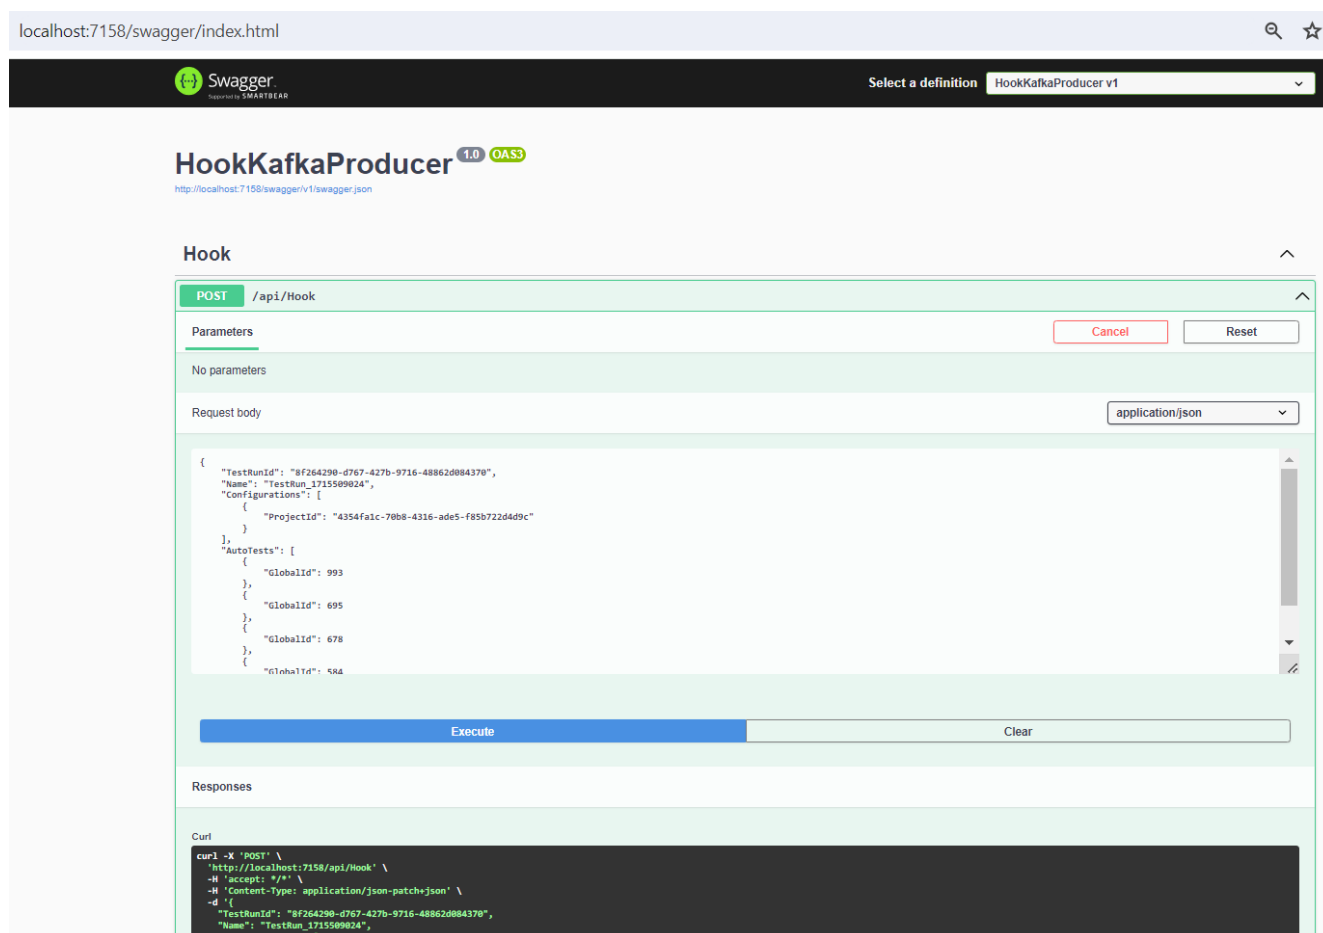 localhost:7158/swagger/index.html
Swagger.
Supported by SMARTBEAR
Select a definition
HookKafkaProducer v1
HookKafkaProducer 1.0 OAS3
http://localhost:7158/swagger/v1/swagger.json
Hook
POST /api/Hook
Parameters
Cancel
Reset
No parameters
Request body
application/json
{
"TestRunId": "8f264290-d767-427b-9716-48862d084370",
"Name": "TestRun_1715509024",
"Configurations": [
{
"ProjectId": "4354fa1c-70b8-4316-ade5-f85b722d4d9c"
}
],
"AutoTests": [
{
"GlobalId": 993
},
{
"GlobalId": 695
},
{
"GlobalId": 678
},
{
"GlobalId": 584
Execute
Clear
Responses
Curl
curl -X 'POST' \
'http://localhost:7158/api/Hook' \
-H 'accept: */*' \
-H 'Content-Type: application/json-patch+json' \
-d '{
"TestRunId": "8f264290-d767-427b-9716-48862d084370",
"Name": "TestRun_1715509024",